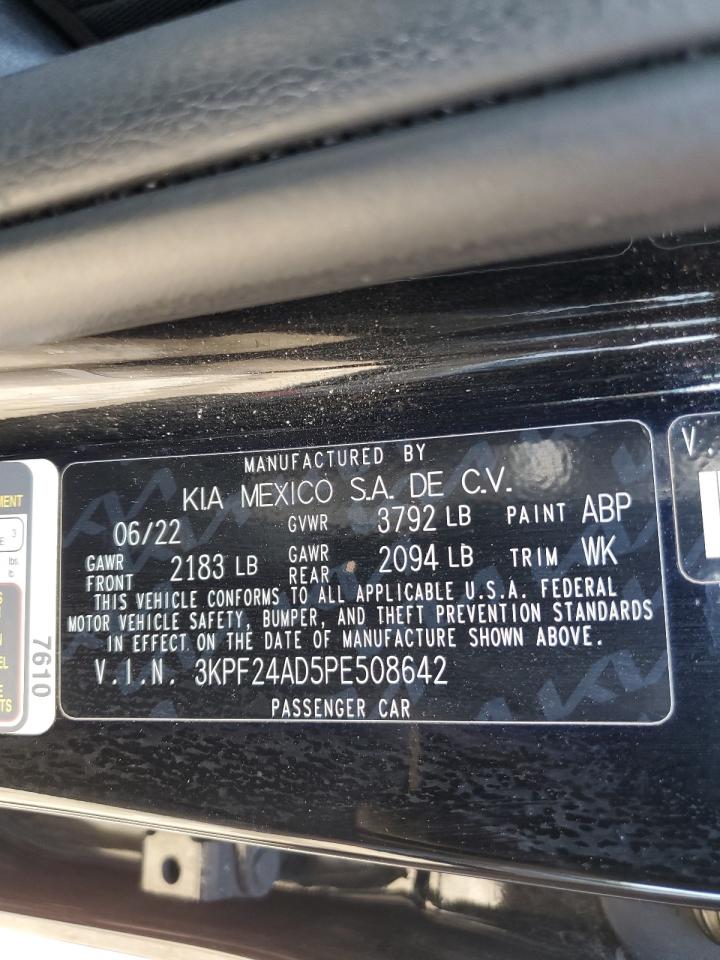 MANUFACTURED BY
KIA MEXICO S.A. DE C.V.
06/22 GVWR 3792 LB PAINT ABP
GAWR FRONT 2183 LB GAWR REAR 2094 LB TRIM WK
THIS VEHICLE CONFORMS TO ALL APPLICABLE U.S.A. FEDERAL
MOTOR VEHICLE SAFETY, BUMPER, AND THEFT PREVENTION STANDARDS
IN EFFECT ON THE DATE OF MANUFACTURE SHOWN ABOVE.
V.I.N. 3KPF24AD5PE508642
PASSENGER CAR
7610
3
lbs.
V.